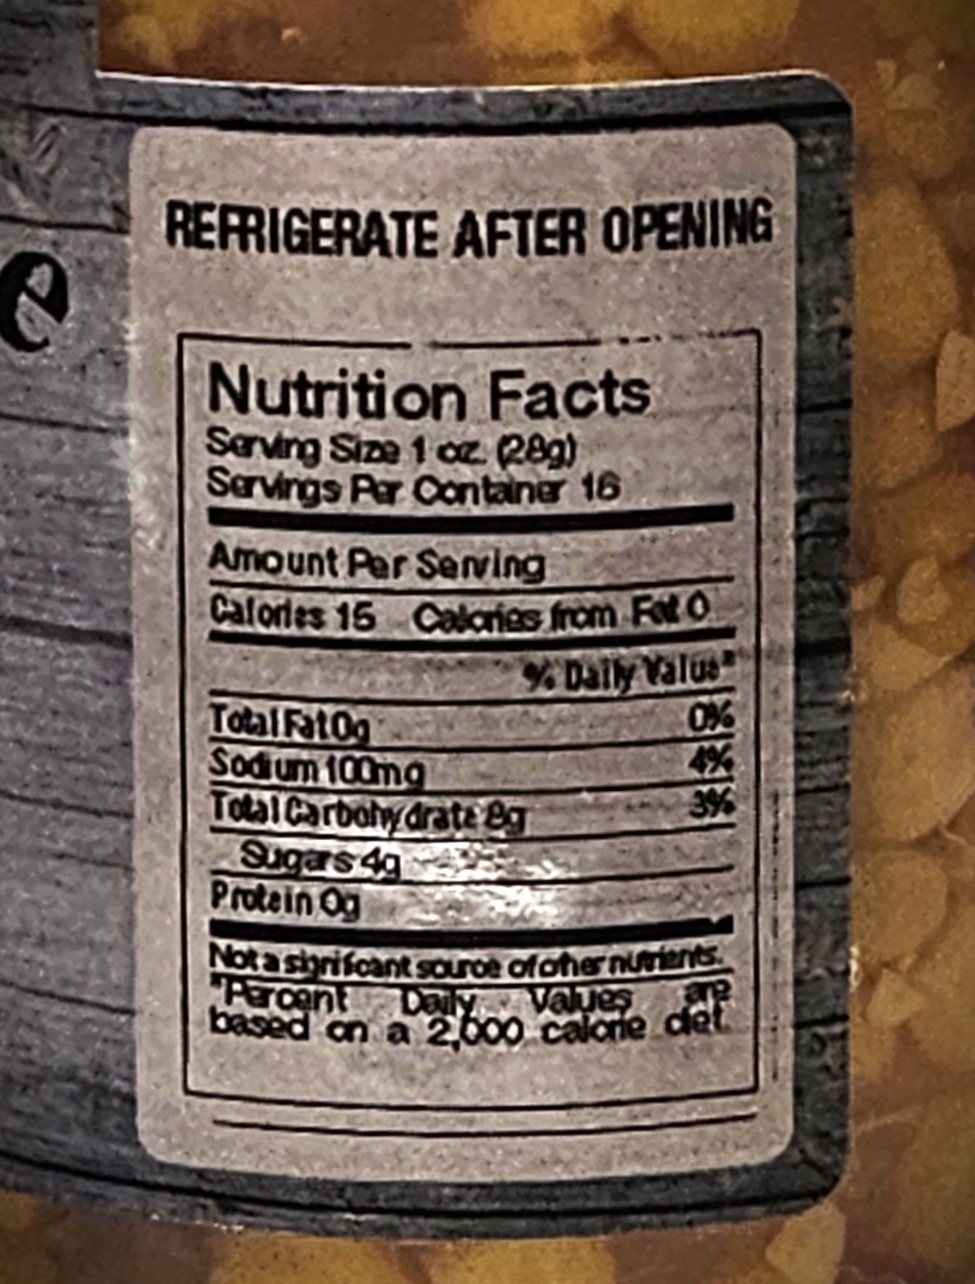 e
REFRIGERATE AFTER OPENING
Nutrition Facts
Serving Size 1 oz. (28g)
Servings Per Container 16
Amount Per Serving
Calories 15 Calories from Fat 0
% Daily Value*
Total Fat 0g 0%
Sodium 100mg 4%
Total Carbohydrate 8g 3%
Sugars 4g
Protein 0g
Not a significant source of other nutrients.
*Percent Daily Values are
based on a 2,000 calorie diet.